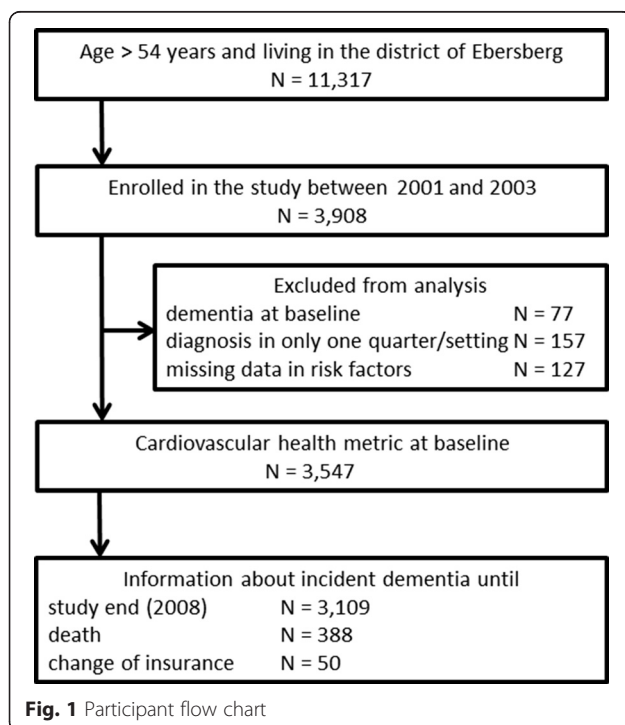 Age > 54 years and living in the district of Ebersberg
N = 11,317
Enrolled in the study between 2001 and 2003
N = 3,908
Excluded from analysis
dementia at baseline N = 77
diagnosis in only one quarter/setting N = 157
missing data in risk factors N = 127
Cardiovascular health metric at baseline
N = 3,547
Information about incident dementia until
study end (2008) N = 3,109
death N = 388
change of insurance N = 50
Fig. 1 Participant flow chart